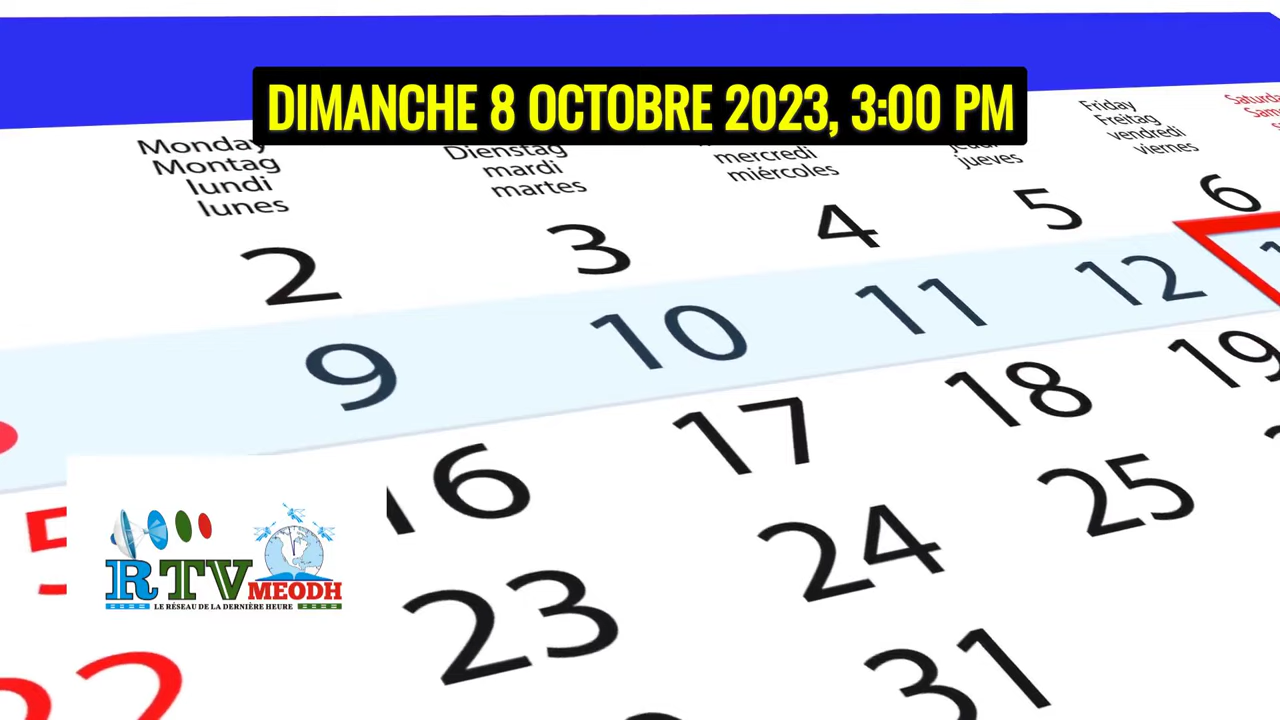 DIMANCHE 8 OCTOBRE 2023, 3:00 PM
Monday
Montag
lundi
lunes
Dienstag
mardi
martes
mercredi
miércoles
jeudi
jueves
Friday
Freitag
vendredi
viernes
2 3 4 5 6
9 10 11 12
16 17 18 19
23 24 25
31
22
RTV MEODH
LE RÉSEAU DE LA DERNIÈRE HEURE